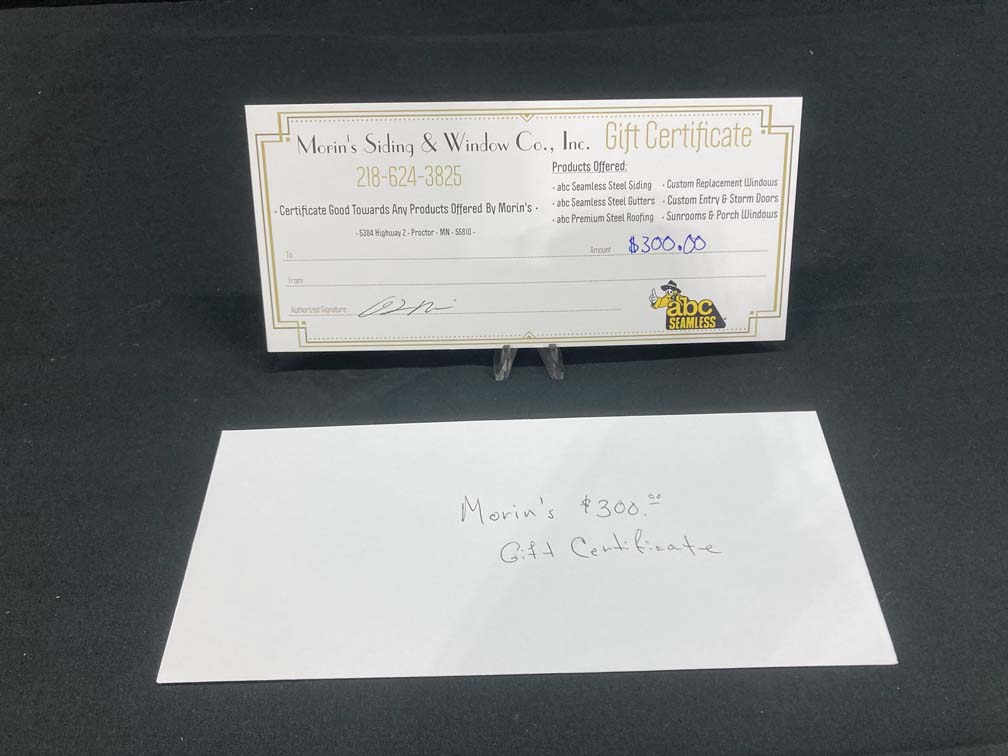 Morin's Siding & Window Co., Inc. Gift Certificate
218-624-3825
• Certificate Good Towards Any Products Offered By Morin's •
• 5384 Highway 2 • Proctor • MN • 55810 •
Products Offered:
• abc Seamless Steel Siding • Custom Replacement Windows
• abc Seamless Steel Gutters • Custom Entry & Storm Doors
• abc Premium Steel Roofing • Sunrooms & Porch Windows
To Amount $300.00
From
Authorized Signature
abc
SEAMLESS
Morin's $300.00
Gift Certificate